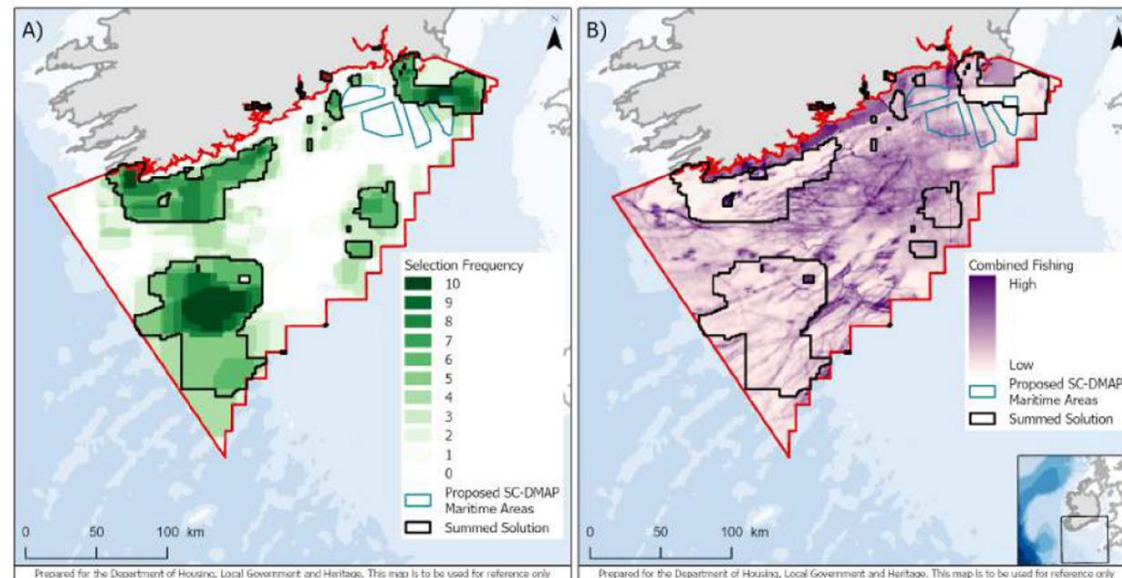 A)
N
Selection Frequency
10
9
8
7
6
5
4
3
2
1
0
Proposed SC-DMAP
Maritime Areas
Summed Solution
0 50 100 km
Prepared for the Department of Housing, Local Government and Heritage. This map is to be used for reference only
B)
N
Combined Fishing
High
Low
Proposed SC-DMAP
Maritime Areas
Summed Solution
0 50 100 km
Prepared for the Department of Housing, Local Government and Heritage. This map is to be used for reference only